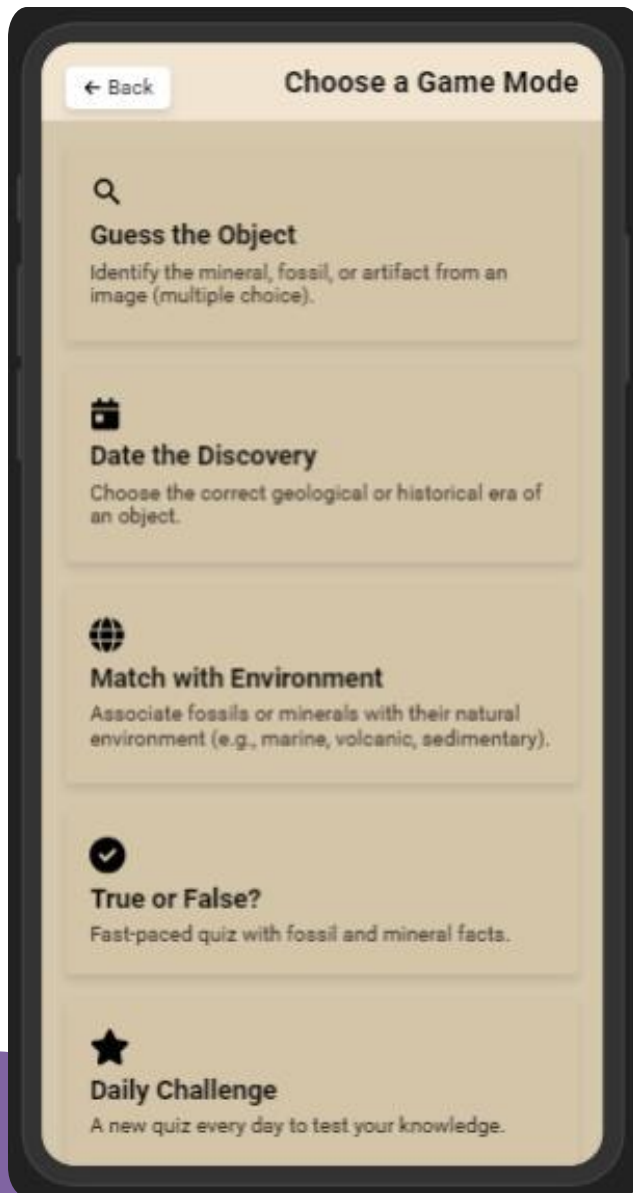 ← Back
Choose a Game Mode
Guess the Object
Identify the mineral, fossil, or artifact from an
image (multiple choice).
Date the Discovery
Choose the correct geological or historical era of
an object.
Match with Environment
Associate fossils or minerals with their natural
environment (e.g., marine, volcanic, sedimentary).
True or False?
Fast-paced quiz with fossil and mineral facts.
Daily Challenge
A new quiz every day to test your knowledge.